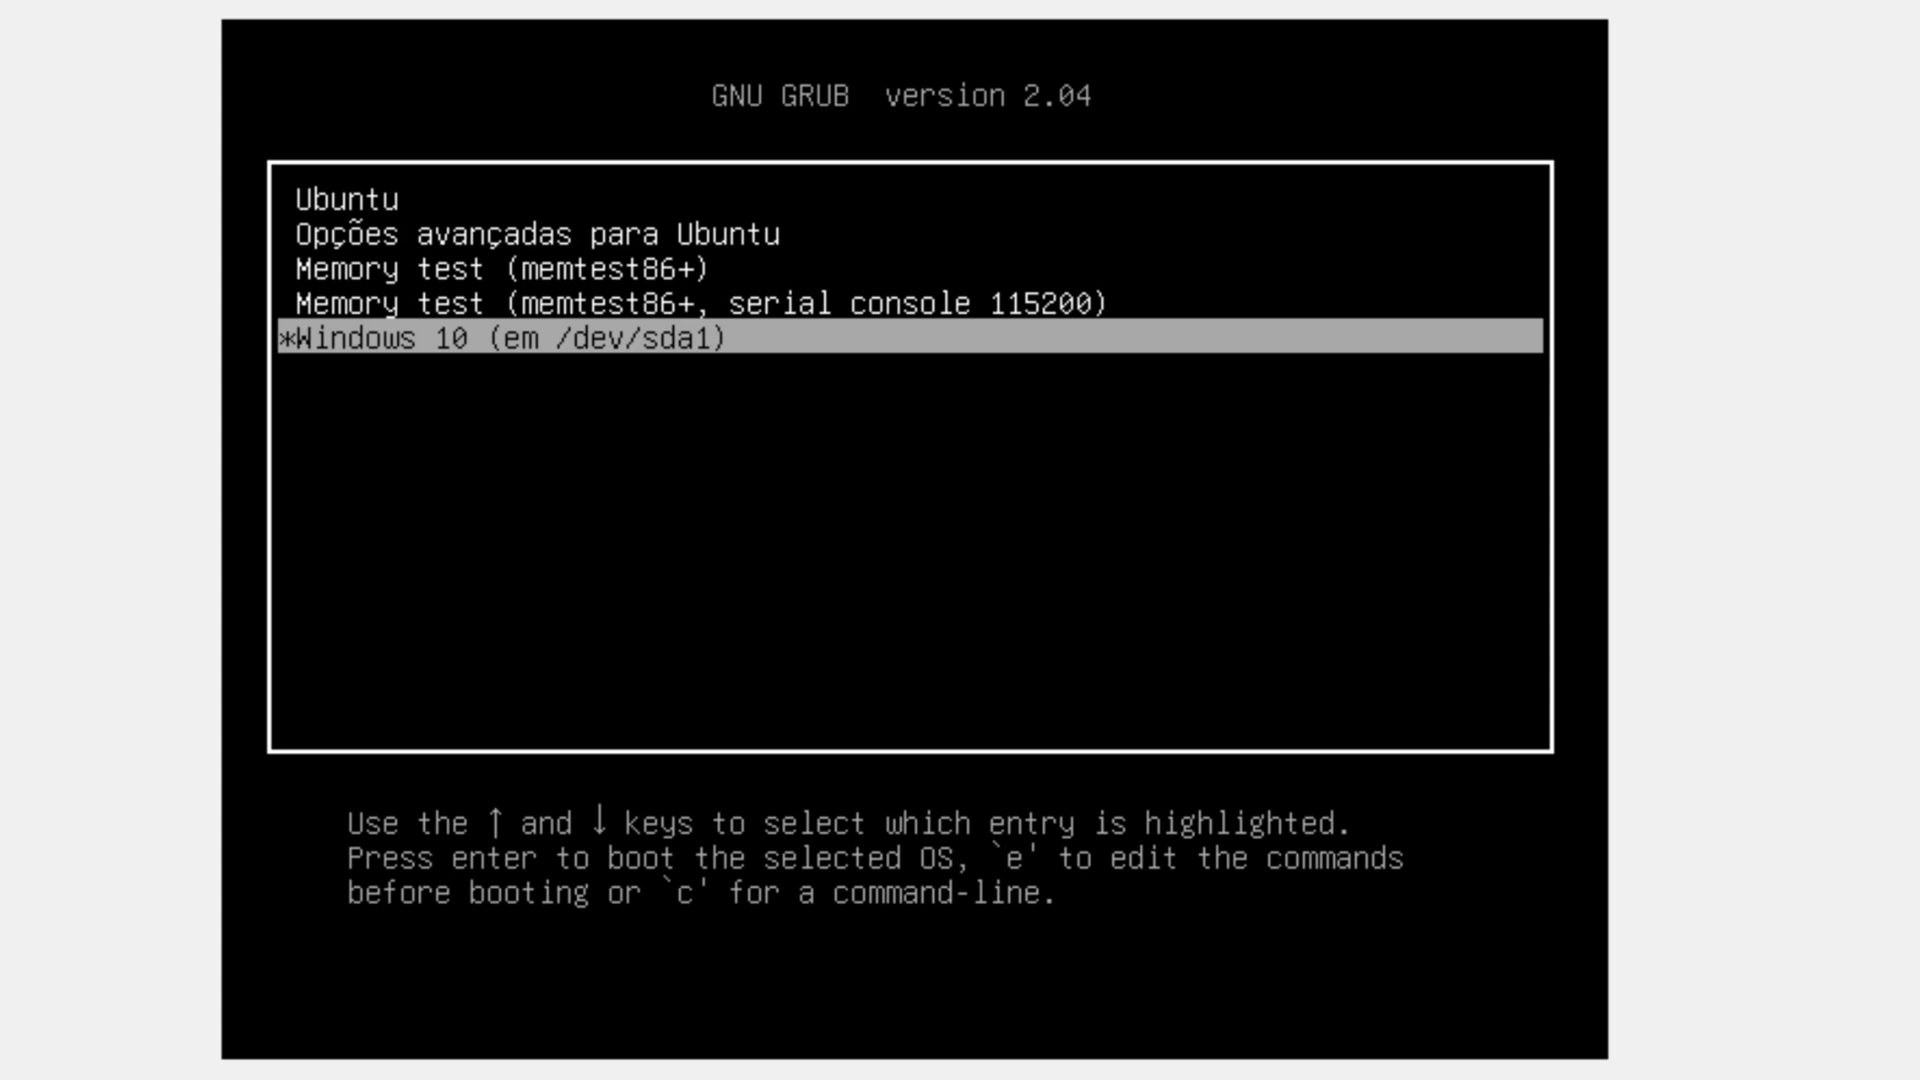 GNU GRUB  version 2.04
Ubuntu
Opções avançadas para Ubuntu
Memory test (memtest86+)
Memory test (memtest86+, serial console 115200)
*Windows 10 (em /dev/sda1)
Use the ↑ and ↓ keys to select which entry is highlighted.
Press enter to boot the selected OS, `e' to edit the commands
before booting or `c' for a command-line.